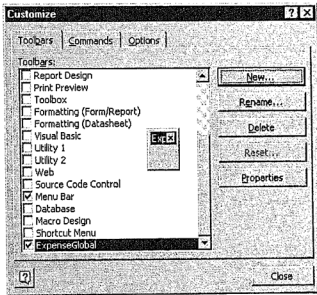 Customize
Toolbars Commands Options
Toolbars:
Report Design
Print Preview
Toolbox
Formatting (Form/Report)
Formatting (Datasheet)
Visual Basic
Utility 1
Utility 2
Web
Source Code Control
Menu Bar
Database
Macro Design
Shortcut Menu
ExpenseGlobal
Exp
New...
Rename...
Delete
Reset...
Properties
Close